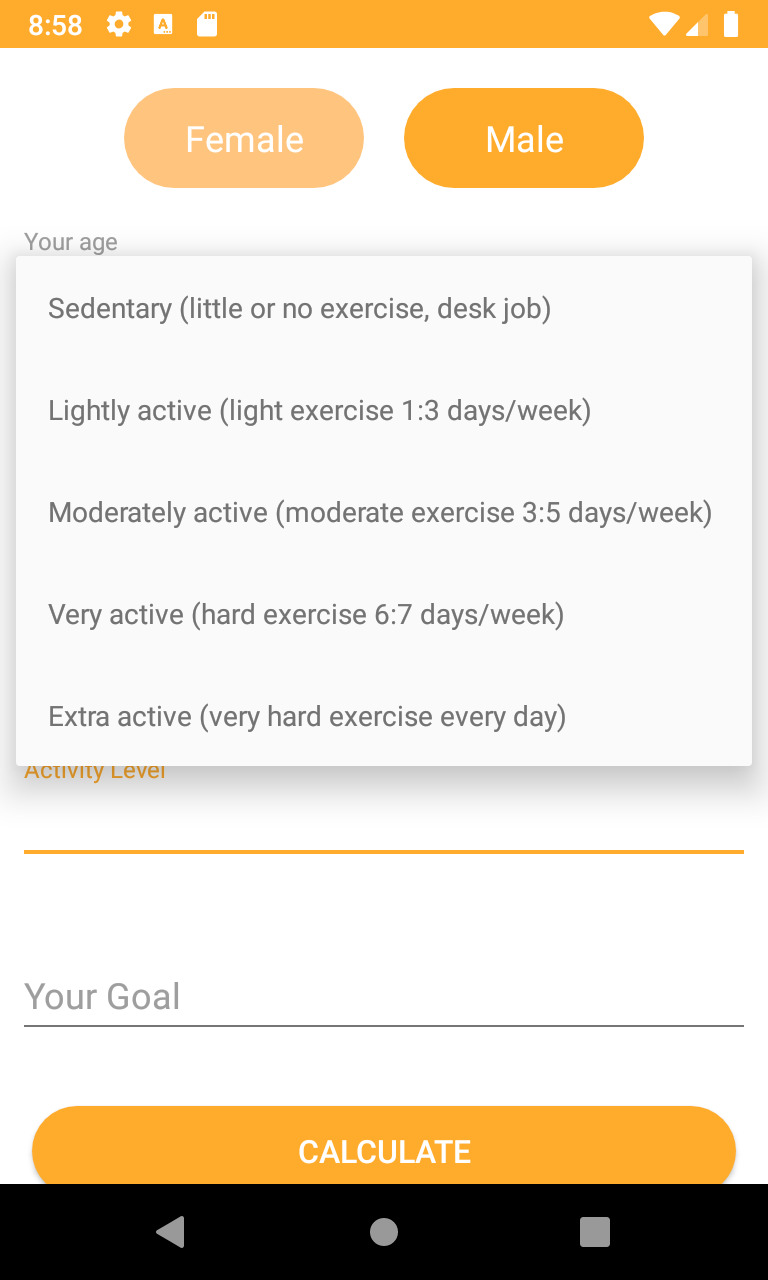 8:58
Female
Male
Your age
Sedentary (little or no exercise, desk job)
Lightly active (light exercise 1:3 days/week)
Moderately active (moderate exercise 3:5 days/week)
Very active (hard exercise 6:7 days/week)
Extra active (very hard exercise every day)
Activity Level
Your Goal
CALCULATE